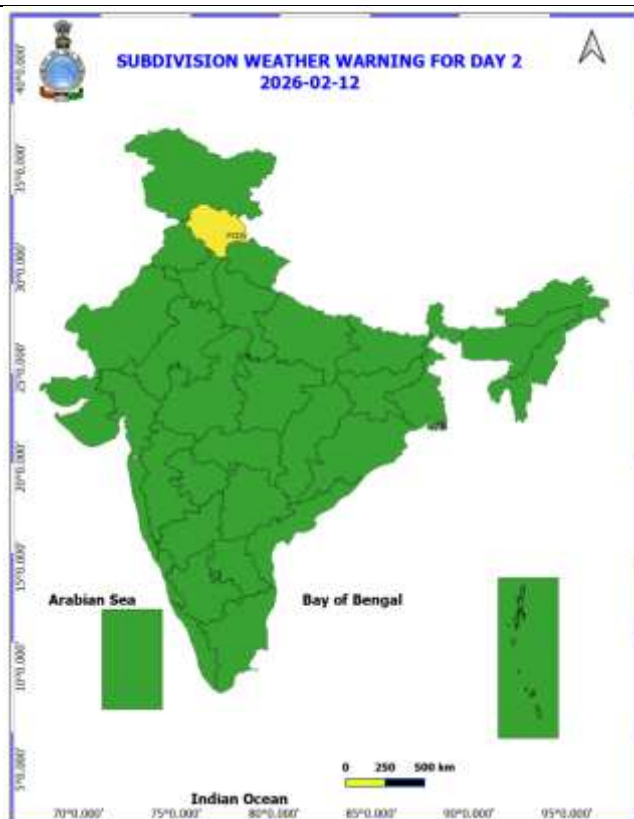 SUBDIVISION WEATHER WARNING FOR DAY 2
2026-02-12
40°0.000'
35°0.000'
30°0.000'
25°0.000'
20°0.000'
15°0.000'
10°0.000'
5°0.000'
Arabian Sea
Bay of Bengal
0 250 500 km
Indian Ocean
70°0.000' 75°0.000' 80°0.000' 85°0.000' 90°0.000' 95°0.000'